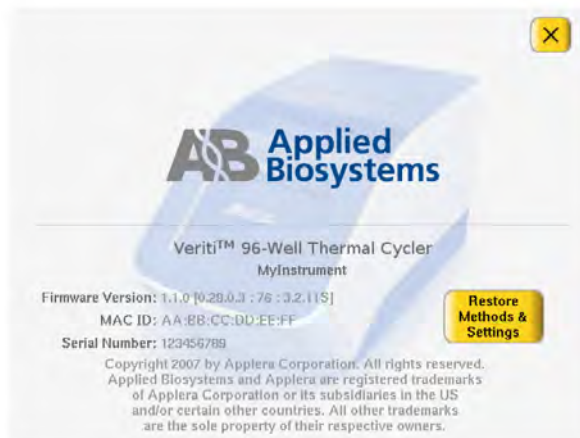 AB Applied
Biosystems
Veriti™ 96-Well Thermal Cycler
MyInstrument
Firmware Version: 1.1.0 [0.28.0.3 : 76 : 3.2.11S]
MAC ID: AA:BB:CC:DD:EE:FF
Serial Number: 123456789
Restore
Methods &
Settings
Copyright 2007 by Applera Corporation. All rights reserved.
Applied Biosystems and Applera are registered trademarks
of Applera Corporation or its subsidiaries in the US
and/or certain other countries. All other trademarks
are the sole property of their respective owners.